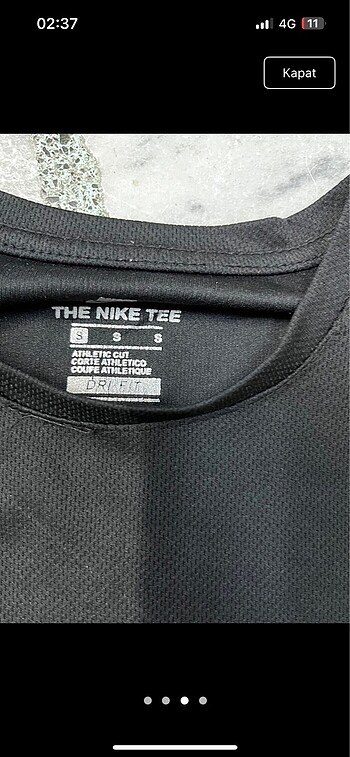 02:37
4G
11
Kapat
THE NIKE TEE
S S S
ATHLETIC CUT
CORTE ATHLETICO
COUPE ATHLETIQUE
DRI-FIT